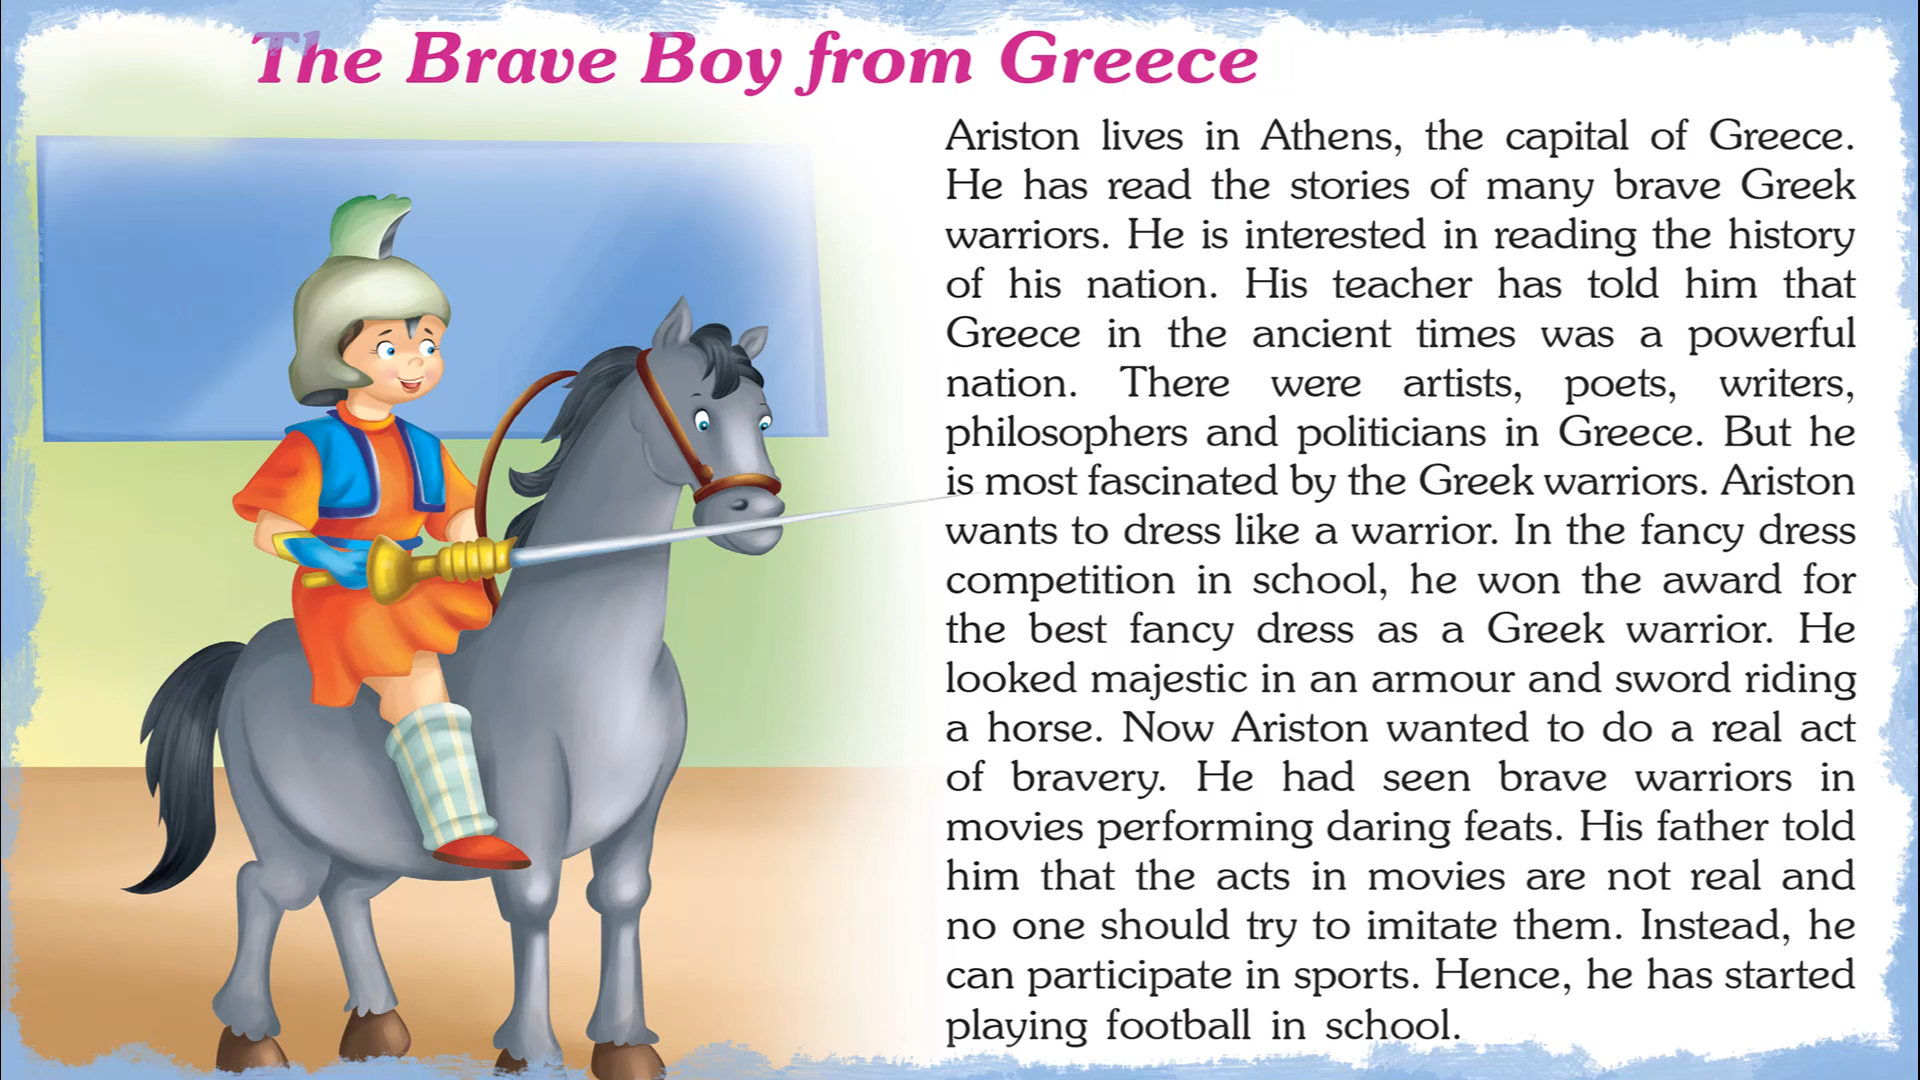 The Brave Boy from Greece
Ariston lives in Athens, the capital of Greece.
He has read the stories of many brave Greek
warriors. He is interested in reading the history
of his nation. His teacher has told him that
Greece in the ancient times was a powerful
nation. There were artists, poets, writers,
philosophers and politicians in Greece. But he
is most fascinated by the Greek warriors. Ariston
wants to dress like a warrior. In the fancy dress
competition in school, he won the award for
the best fancy dress as a Greek warrior. He
looked majestic in an armour and sword riding
a horse. Now Ariston wanted to do a real act
of bravery. He had seen brave warriors in
movies performing daring feats. His father told
him that the acts in movies are not real and
no one should try to imitate them. Instead, he
can participate in sports. Hence, he has started
playing football in school.